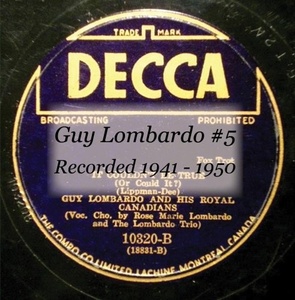 TRADE MARK
DECCA
BROADCASTING PROHIBITED
Guy Lombardo #5
Fox Trot
Recorded 1941 - 1950
IT COULDN'T BE TRUE
(Or Could It?)
(Lippman-Dee)
GUY LOMBARDO AND HIS ROYAL
CANADIANS
(Voc. Cho. by Rose Marie Lombardo
and The Lombardo Trio)
10320-B
(18831-B)
THE COMPO CO. LIMITED, LACHINE, MONTREAL, CANADA.